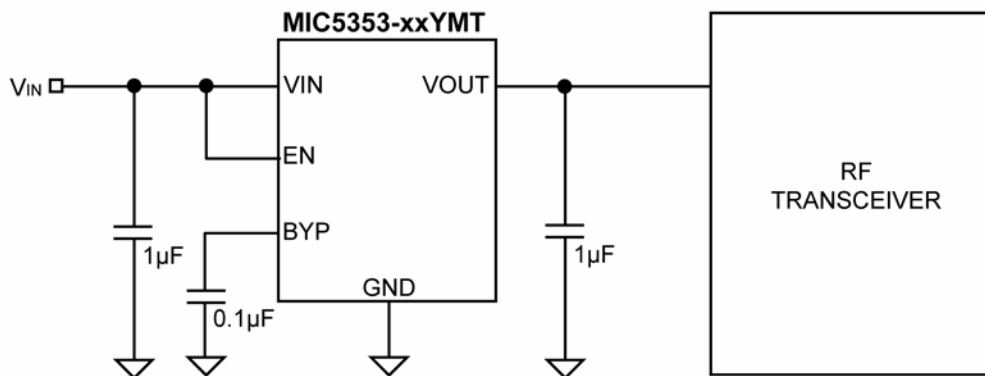 MIC5353-xxYMT
VIN
VIN
VOUT
EN
BYP
GND
1µF
0.1µF
1µF
RF
TRANSCEIVER